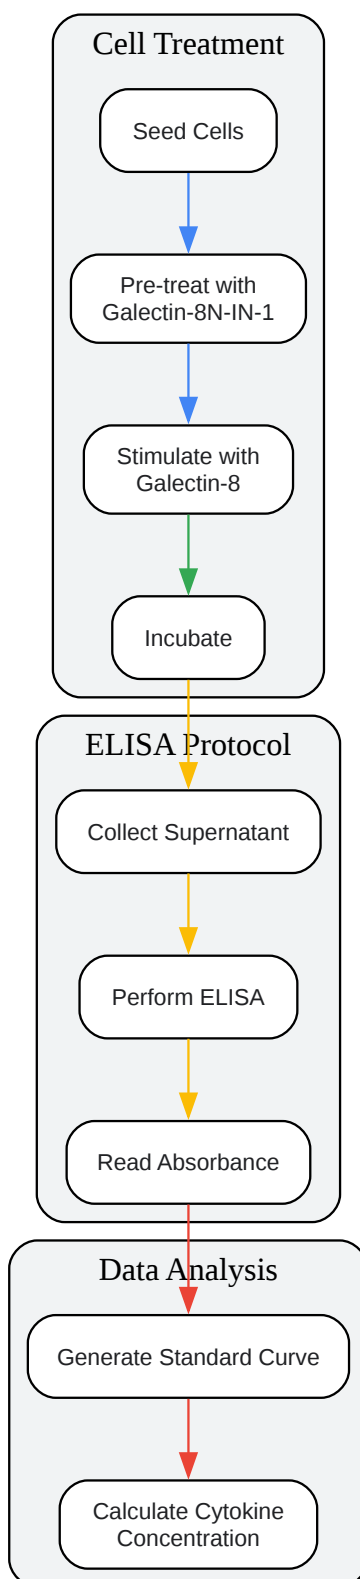 Cell Treatment
Seed Cells
Pre-treat with
Galectin-8N-IN-1
Stimulate with
Galectin-8
Incubate
ELISA Protocol
Collect Supernatant
Perform ELISA
Read Absorbance
Data Analysis
Generate Standard Curve
Calculate Cytokine
Concentration